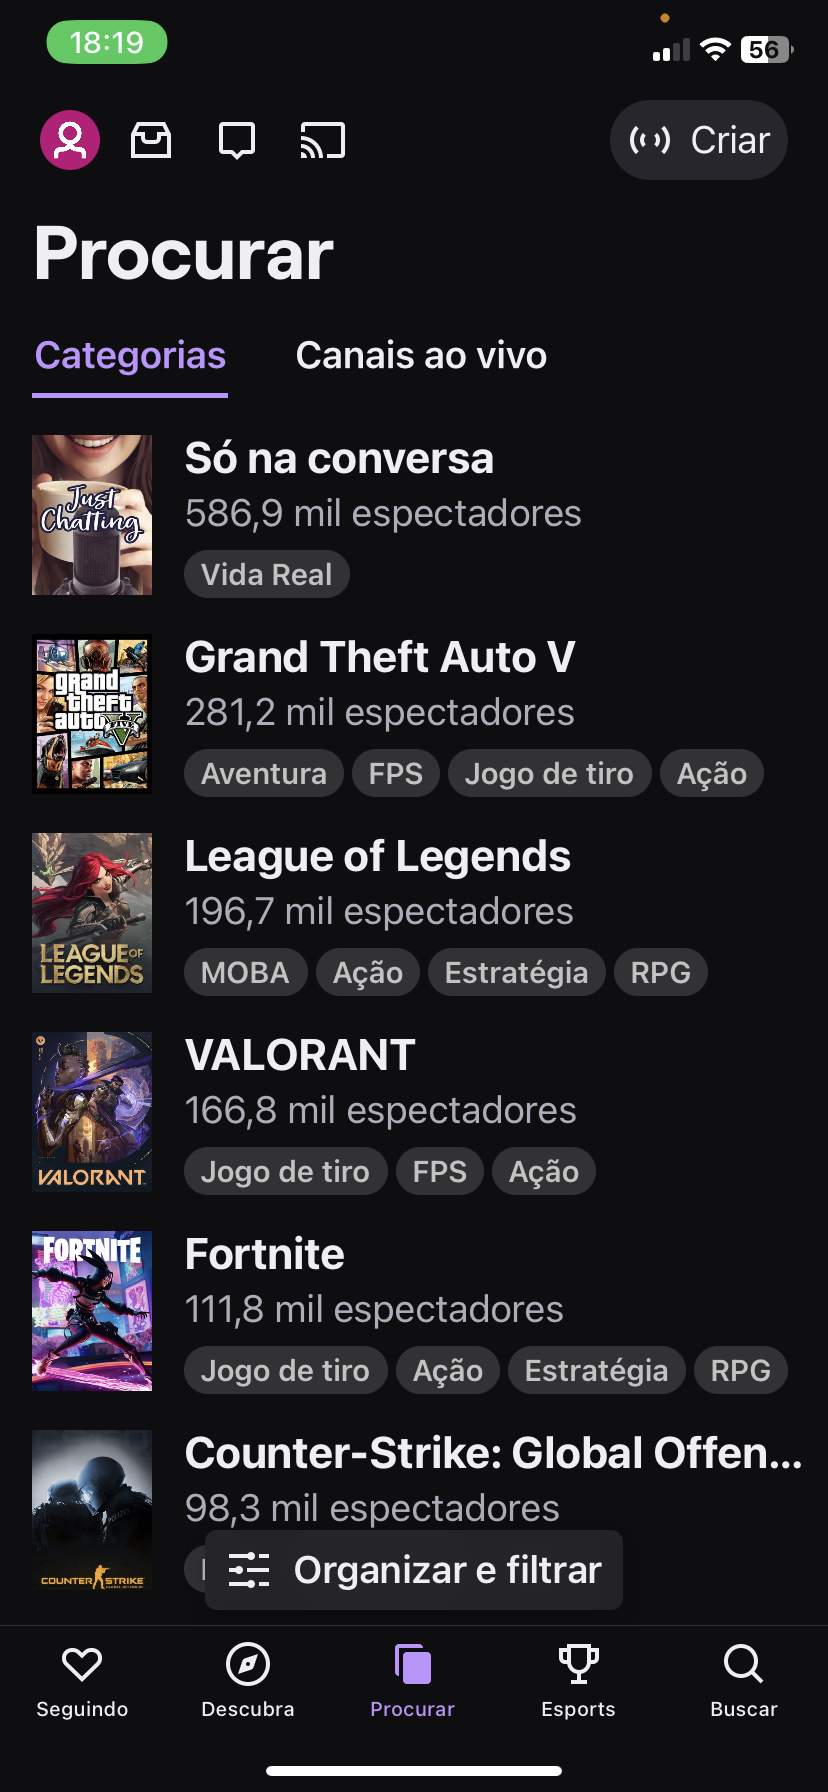 18:19
56
Criar
Procurar
Categorias
Canais ao vivo
Just
Chatting
Só na conversa
586,9 mil espectadores
Vida Real
grand
theft
auto
FIVE
Grand Theft Auto V
281,2 mil espectadores
Aventura
FPS
Jogo de tiro
Ação
LEAGUE OF
LEGENDS
League of Legends
196,7 mil espectadores
MOBA
Ação
Estratégia
RPG
VALORANT
VALORANT
166,8 mil espectadores
Jogo de tiro
FPS
Ação
FORTNITE
Fortnite
111,8 mil espectadores
Jogo de tiro
Ação
Estratégia
RPG
COUNTER STRIKE
Counter-Strike: Global Offen...
98,3 mil espectadores
Organizar e filtrar
Seguindo
Descubra
Procurar
Esports
Buscar